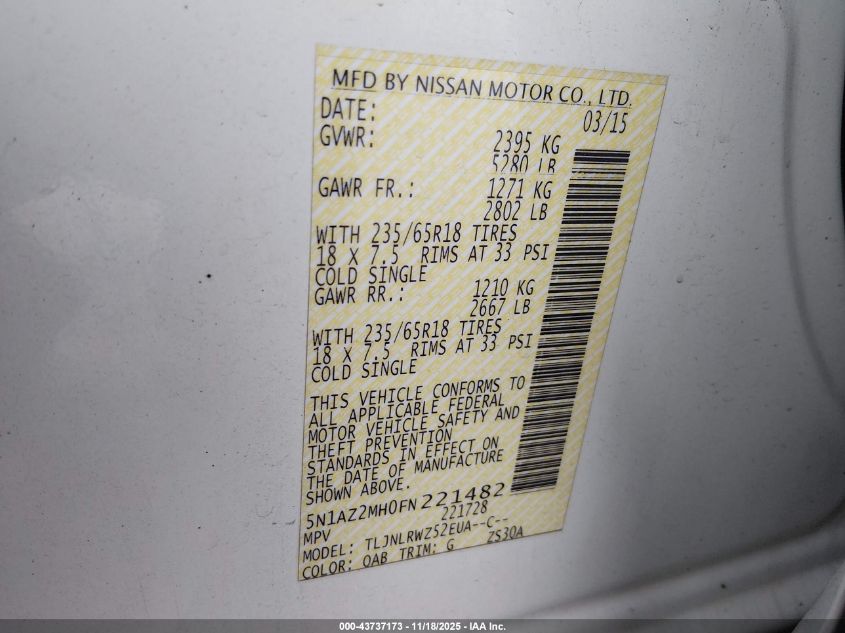 MFD BY NISSAN MOTOR CO., LTD.
DATE: 03/15
GVWR: 2395 KG
5280 LB
GAWR FR.: 1271 KG
2802 LB
WITH 235/65R18 TIRES
18 X 7.5 RIMS AT 33 PSI
COLD SINGLE
GAWR RR.: 1210 KG
2667 LB
WITH 235/65R18 TIRES
18 X 7.5 RIMS AT 33 PSI
COLD SINGLE
THIS VEHICLE CONFORMS TO
ALL APPLICABLE FEDERAL
MOTOR VEHICLE SAFETY AND
THEFT PREVENTION
STANDARDS IN EFFECT ON
THE DATE OF MANUFACTURE
SHOWN ABOVE.
5N1AZ2MH0FN221482
MPV 221728
MODEL: TLJNLRWZ52EUA--C--
COLOR: QAB TRIM: G ZS30A
000-43737173 - 11/18/2025 - IAA Inc.